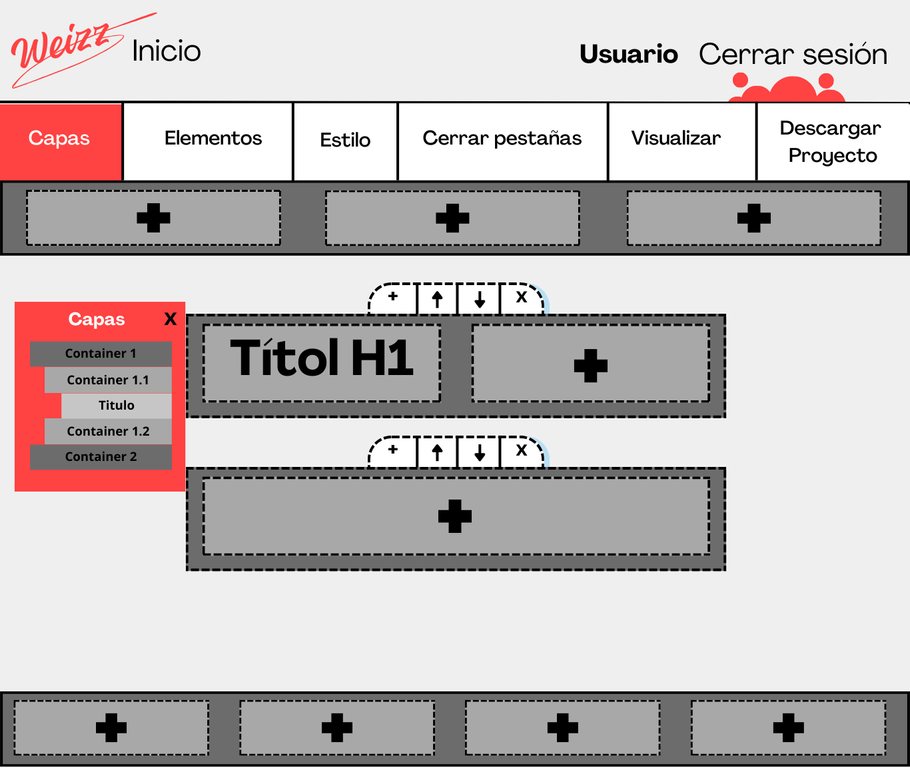 Weizz Inicio
Usuario Cerrar sesión
Capas
Elementos
Estilo
Cerrar pestañas
Visualizar
Descargar
Proyecto
+ ↑ ↓ X
Capas X
Container 1
Container 1.1
Titulo
Container 1.2
Container 2
Títol H1
+ ↑ ↓ X